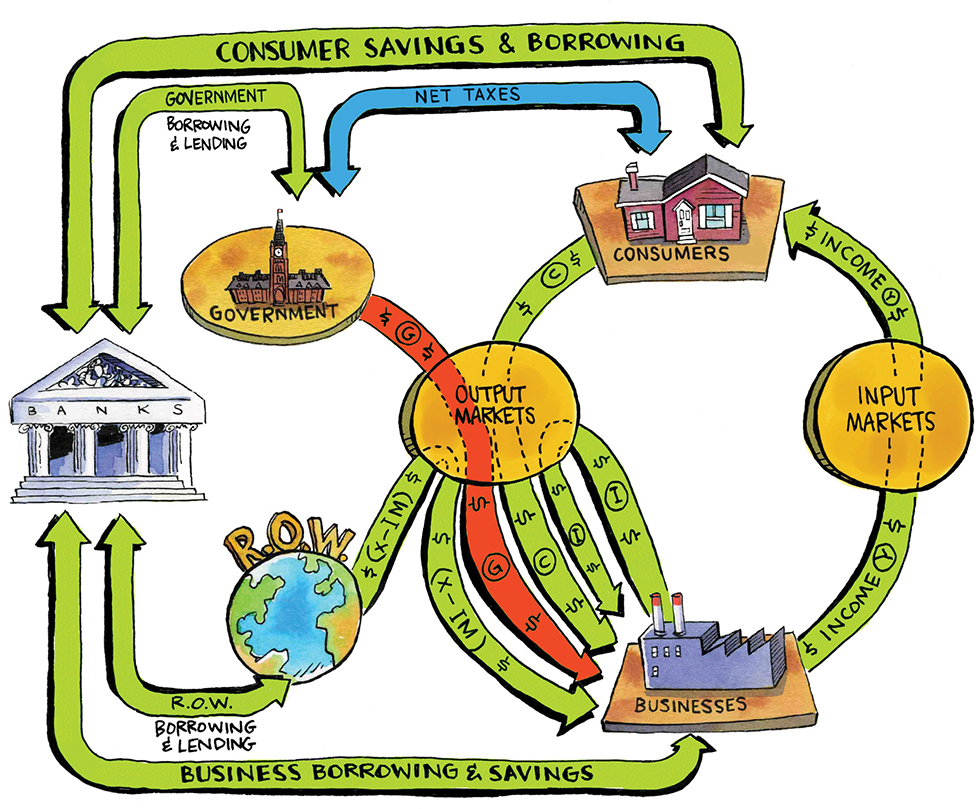 CONSUMER SAVINGS & BORROWING
GOVERNMENT
BORROWING
& LENDING
NET TAXES
CONSUMERS
GOVERNMENT
$ C $
$ INCOME Y $
$ G $
BANKS
OUTPUT
MARKETS
INPUT
MARKETS
R.O.W.
$ (X-IM) $
$ (X-IM) $
$ G $
$ C $
$ I $
$ I $
$ INCOME Y $
BUSINESSES
R.O.W.
BORROWING
& LENDING
BUSINESS BORROWING & SAVINGS